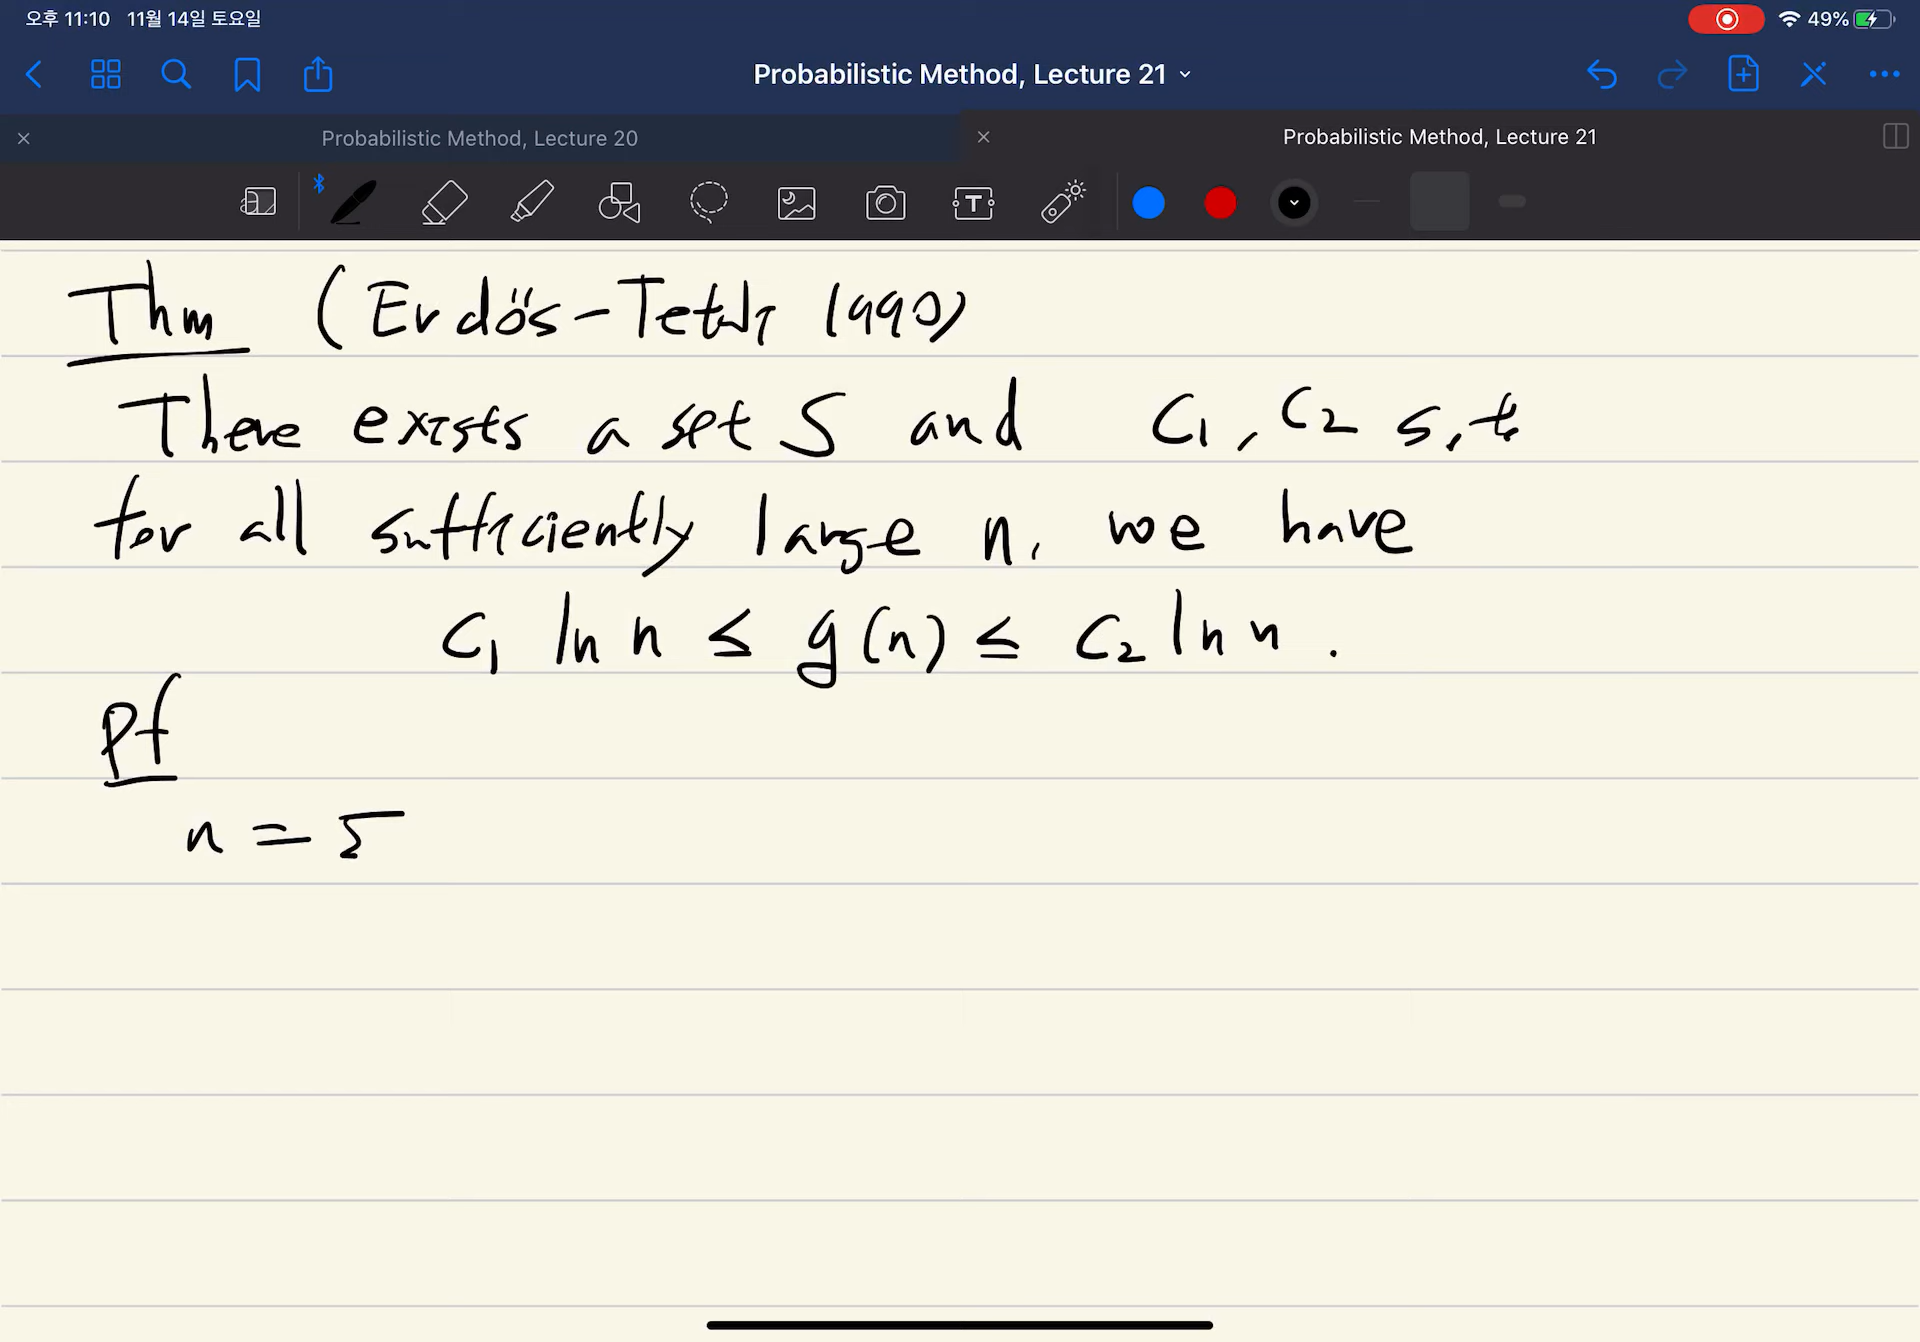 오후 11:10 11월 14일 토요일 49%
Probabilistic Method, Lecture 21
Probabilistic Method, Lecture 20 Probabilistic Method, Lecture 21
Thm (Erdös-Tetali 1990)
There exists a set S and C₁, C₂ s.t
for all sufficiently large n, we have
C₁ ln n ≤ g(n) ≤ C₂ ln n.
Pf
n = 5